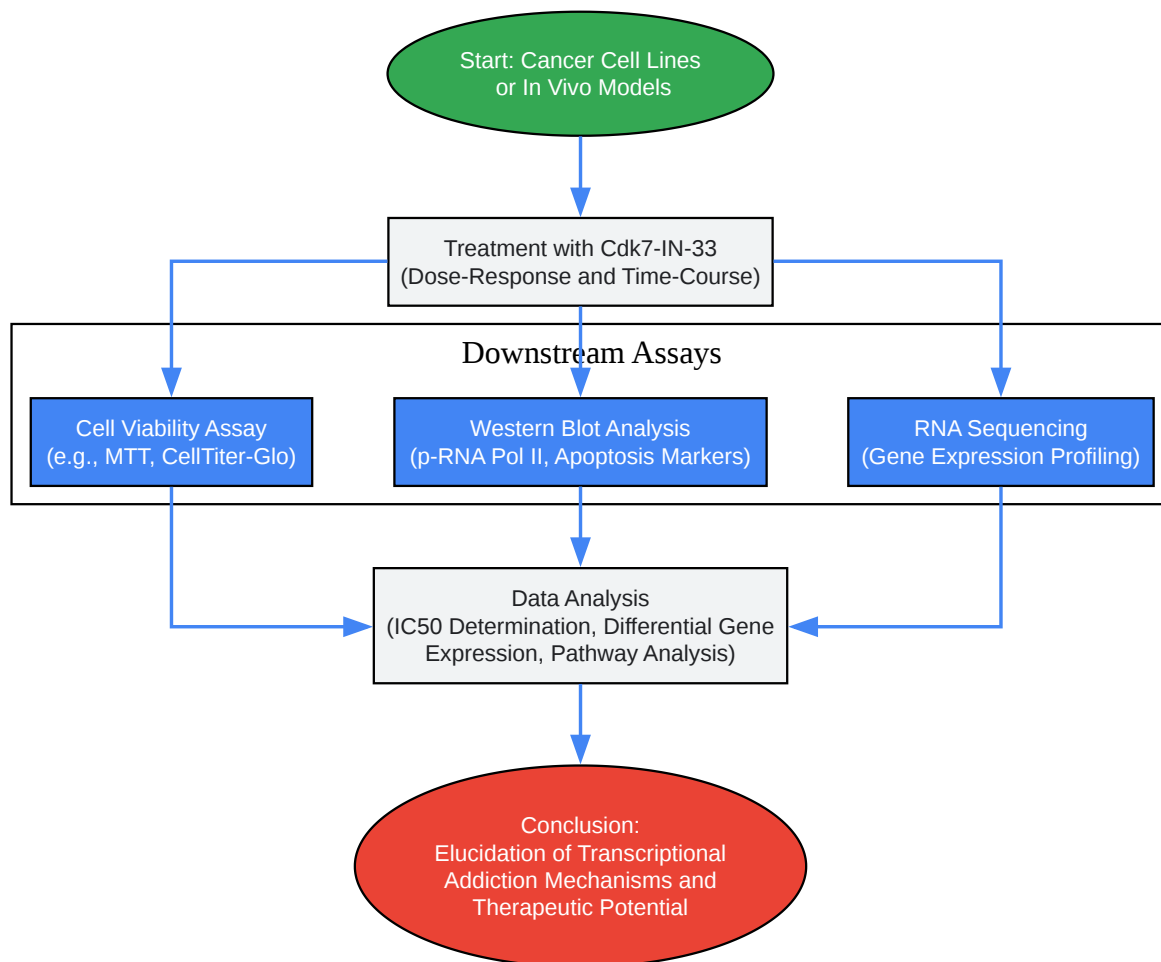 Start: Cancer Cell Lines
or In Vivo Models
Treatment with Cdk7-IN-33
(Dose-Response and Time-Course)
Downstream Assays
Cell Viability Assay
(e.g., MTT, CellTiter-Glo)
Western Blot Analysis
(p-RNA Pol II, Apoptosis Markers)
RNA Sequencing
(Gene Expression Profiling)
Data Analysis
(IC50 Determination, Differential Gene
Expression, Pathway Analysis)
Conclusion:
Elucidation of Transcriptional
Addiction Mechanisms and
Therapeutic Potential